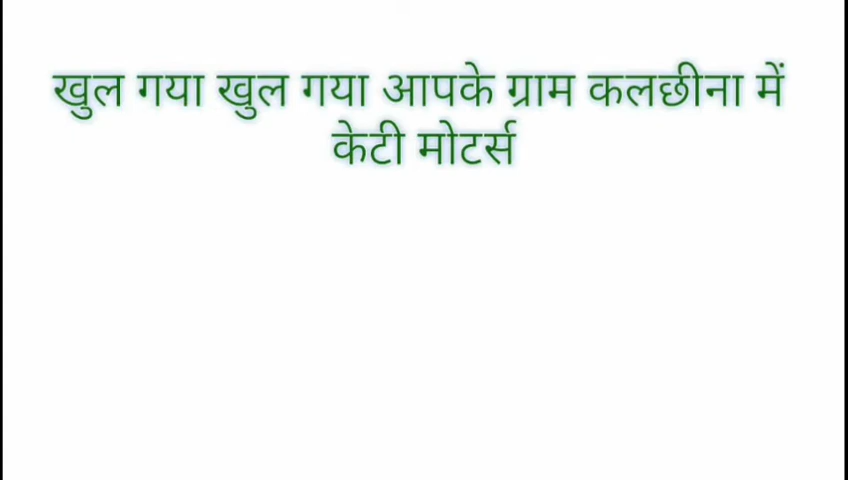 खुल गया खुल गया आपके ग्राम कलछीना में
केटी मोटर्स